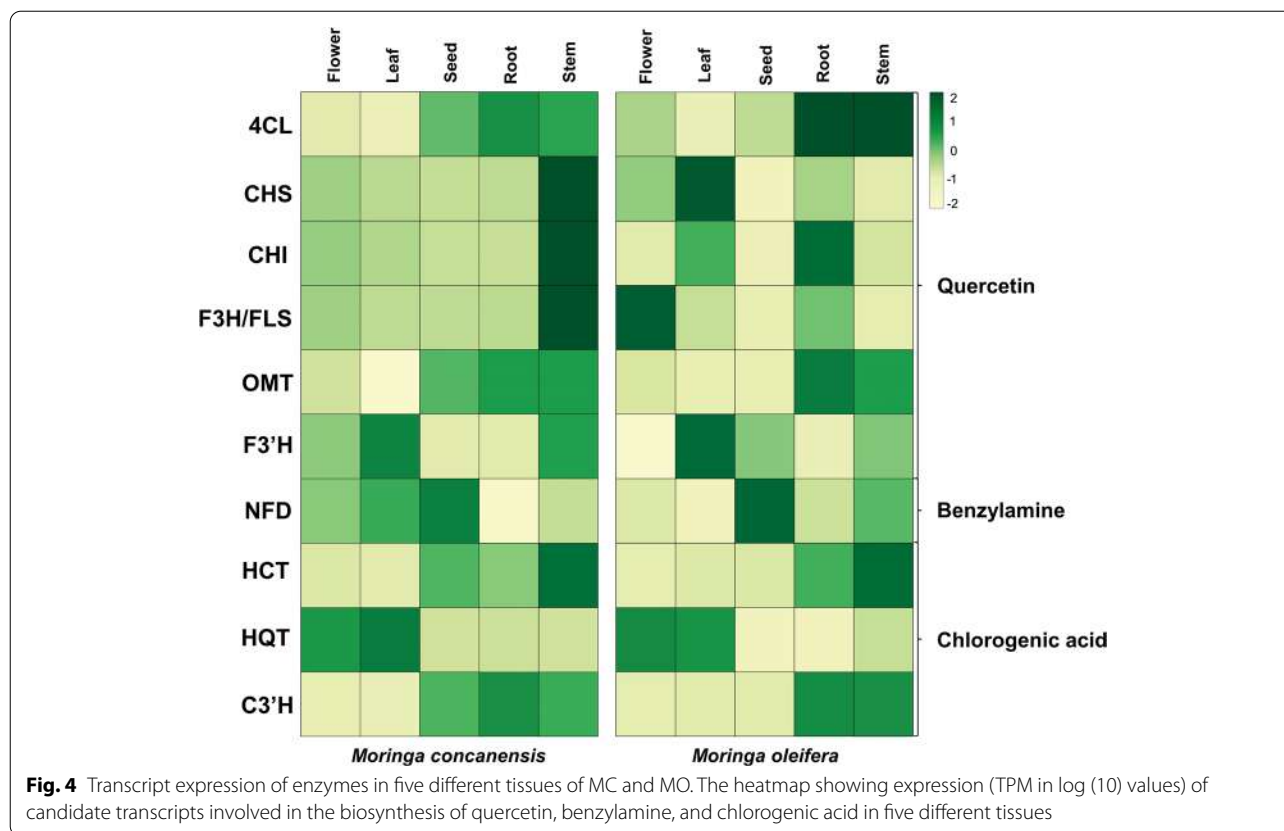 Flower Leaf Seed Root Stem Flower Leaf Seed Root Stem
4CL
CHS
CHI
F3H/FLS
OMT
F3'H
NFD
HCT
HQT
C3'H
2
1
0
-1
-2
Quercetin
Benzylamine
Chlorogenic acid
Moringa concanensis Moringa oleifera
Fig. 4 Transcript expression of enzymes in five different tissues of MC and MO. The heatmap showing expression (TPM in log (10) values) of
candidate transcripts involved in the biosynthesis of quercetin, benzylamine, and chlorogenic acid in five different tissues